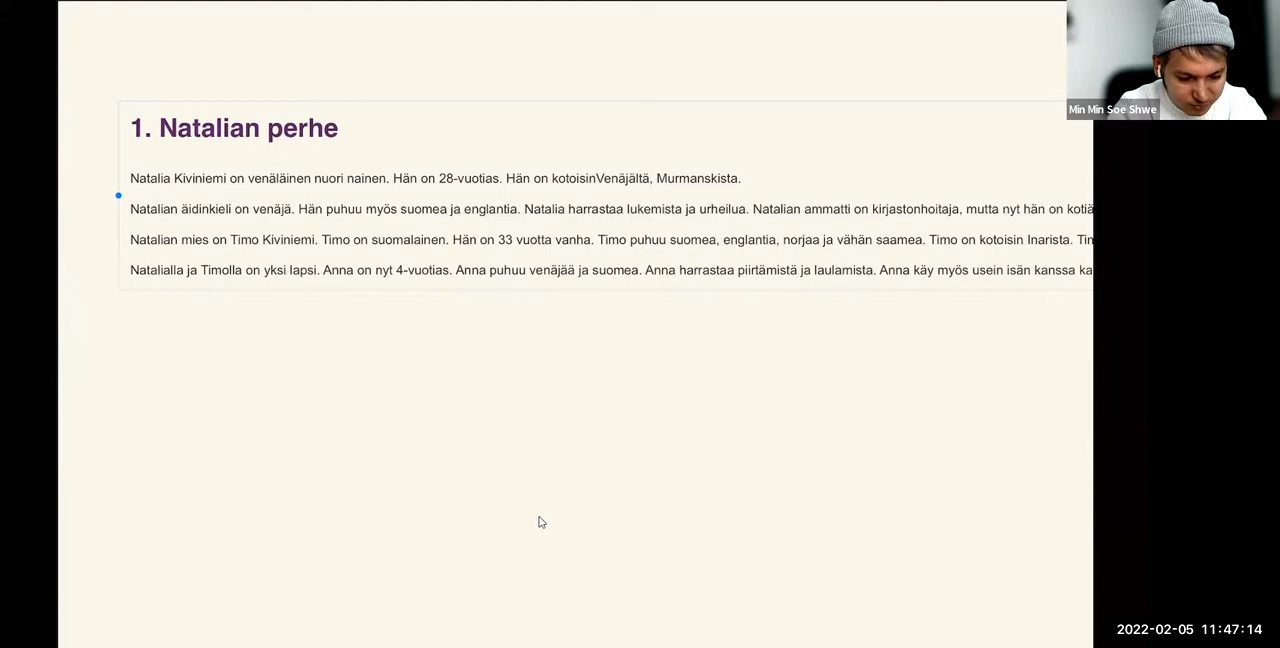 1. Natalian perhe
Natalia Kiviniemi on venäläinen nuori nainen. Hän on 28-vuotias. Hän on kotoisinVenäjältä, Murmanskista.
Natalian äidinkieli on venäjä. Hän puhuu myös suomea ja englantia. Natalia harrastaa lukemista ja urheilua. Natalian ammatti on kirjastonhoitaja, mutta nyt hän on
Natalian mies on Timo Kiviniemi. Timo on suomalainen. Hän on 33 vuotta vanha. Timo puhuu suomea, englantia, norjaa ja vähän saamea. Timo on kotoisin Inarista.
Natalialla ja Timolla on yksi lapsi. Anna on nyt 4-vuotias. Anna puhuu venäjää ja suomea. Anna harrastaa piirtämistä ja laulamista. Anna käy myös usein isän kanssa
Min Min Soe Shwe
2022-02-05 11:47:14